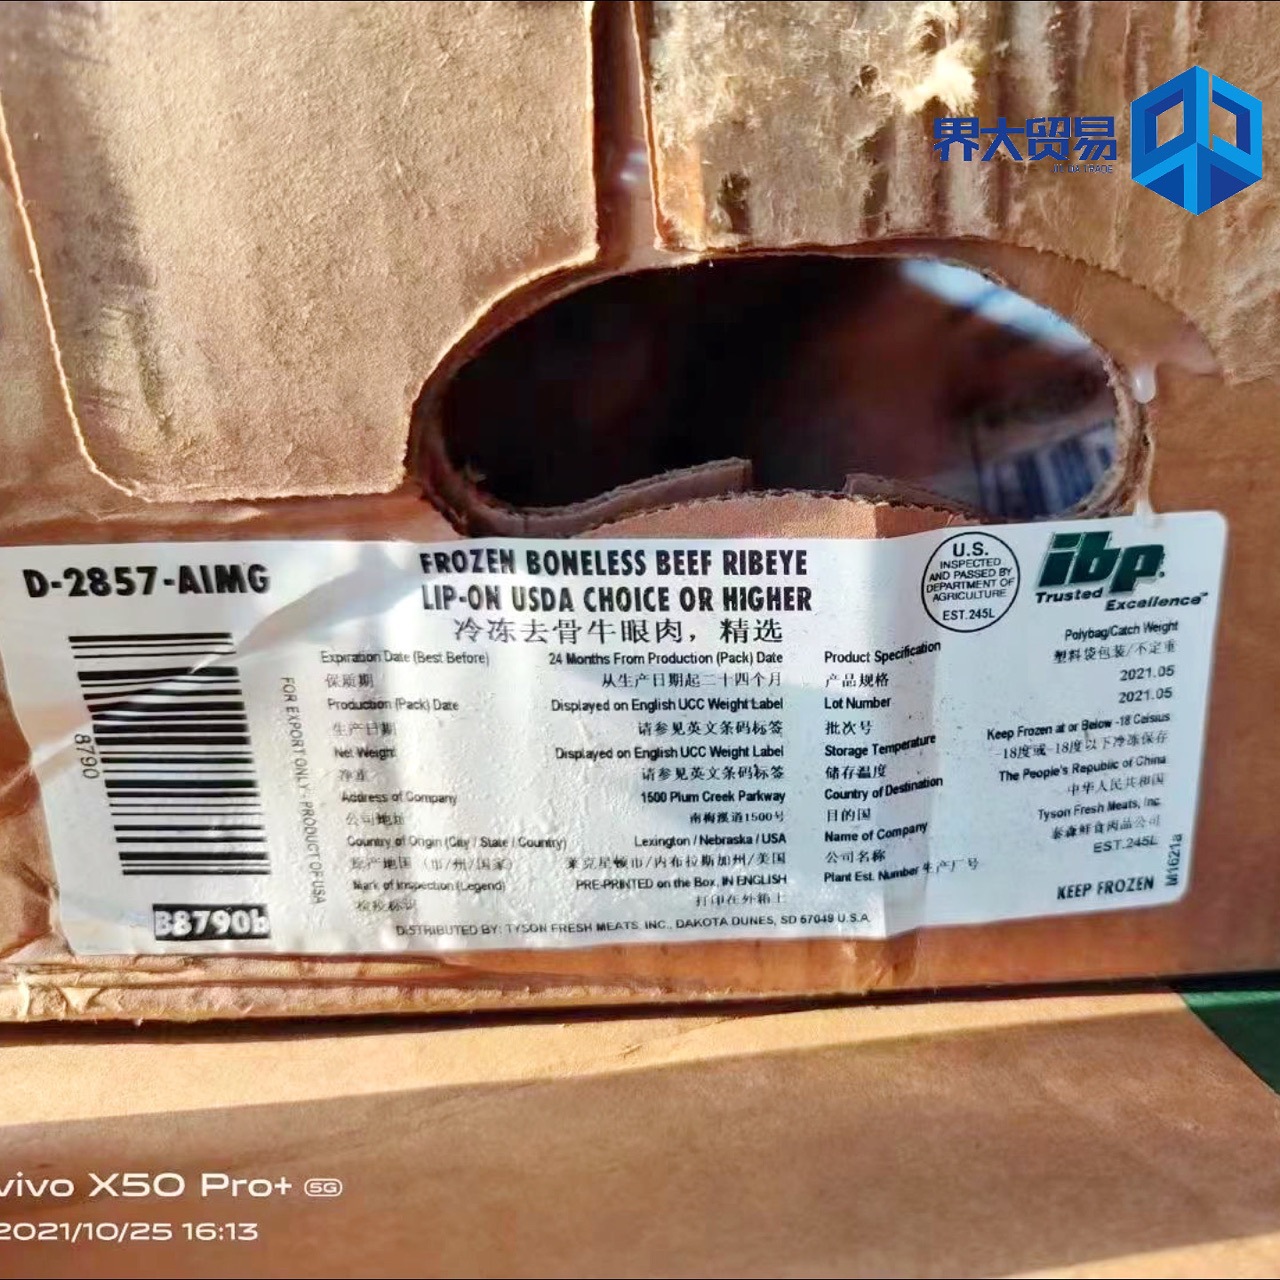 界大贸易
JIE DA TRADE
D-2857-AIMG
FROZEN BONELESS BEEF RIBEYE
LIP-ON USDA CHOICE OR HIGHER
冷冻去骨牛眼肉，精选
U.S.
INSPECTED
AND PASSED BY
DEPARTMENT OF
AGRICULTURE
EST.245L
ibp.
Trusted Excellence™
8790
B8790b
FOR EXPORT ONLY - PRODUCT OF USA
Expiration Date (Best Before) 24 Months From Production (Pack) Date
保质期 从生产日期起二十四个月
Production (Pack) Date Displayed on English UCC Weight Label
生产日期 请参见英文条码标签
Net Weight Displayed on English UCC Weight Label
净重 请参见英文条码标签
Address of Company 1500 Plum Creek Parkway
公司地址 南梅溪道1500号
Country of Origin (City / State / Country) Lexington / Nebraska / USA
原产地国（市/州/国家） 莱克星顿市/内布拉斯加州/美国
Mark of Inspection (Legend) PRE-PRINTED on the Box, IN ENGLISH
检验标识 打印在外箱上
Product Specification Polybag/Catch Weight
产品规格 塑料袋包装/不定重
Lot Number 2021.05
批次号 2021.05
Storage Temperature Keep Frozen at or Below -18 Celsius
储存温度 -18度或-18度以下冷冻保存
Country of Destination The People's Republic of China
目的国 中华人民共和国
Name of Company Tyson Fresh Meats, Inc.
公司名称 泰森鲜食肉品公司
Plant Est. Number 生产厂号 EST.245L
KEEP FROZEN
M1621a
DISTRIBUTED BY: TYSON FRESH MEATS, INC., DAKOTA DUNES, SD 57049 U.S.A.
vivo X50 Pro+ 5G
2021/10/25 16:13